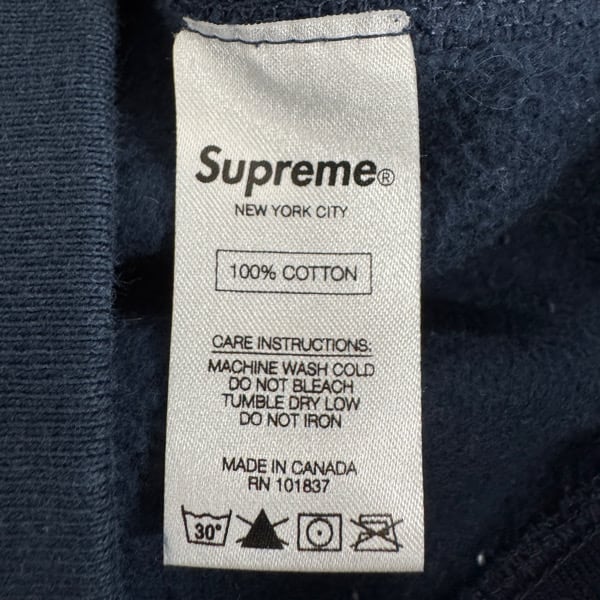 Supreme®
NEW YORK CITY
100% COTTON
CARE INSTRUCTIONS:
MACHINE WASH COLD
DO NOT BLEACH
TUMBLE DRY LOW
DO NOT IRON
MADE IN CANADA
RN 101837
30°